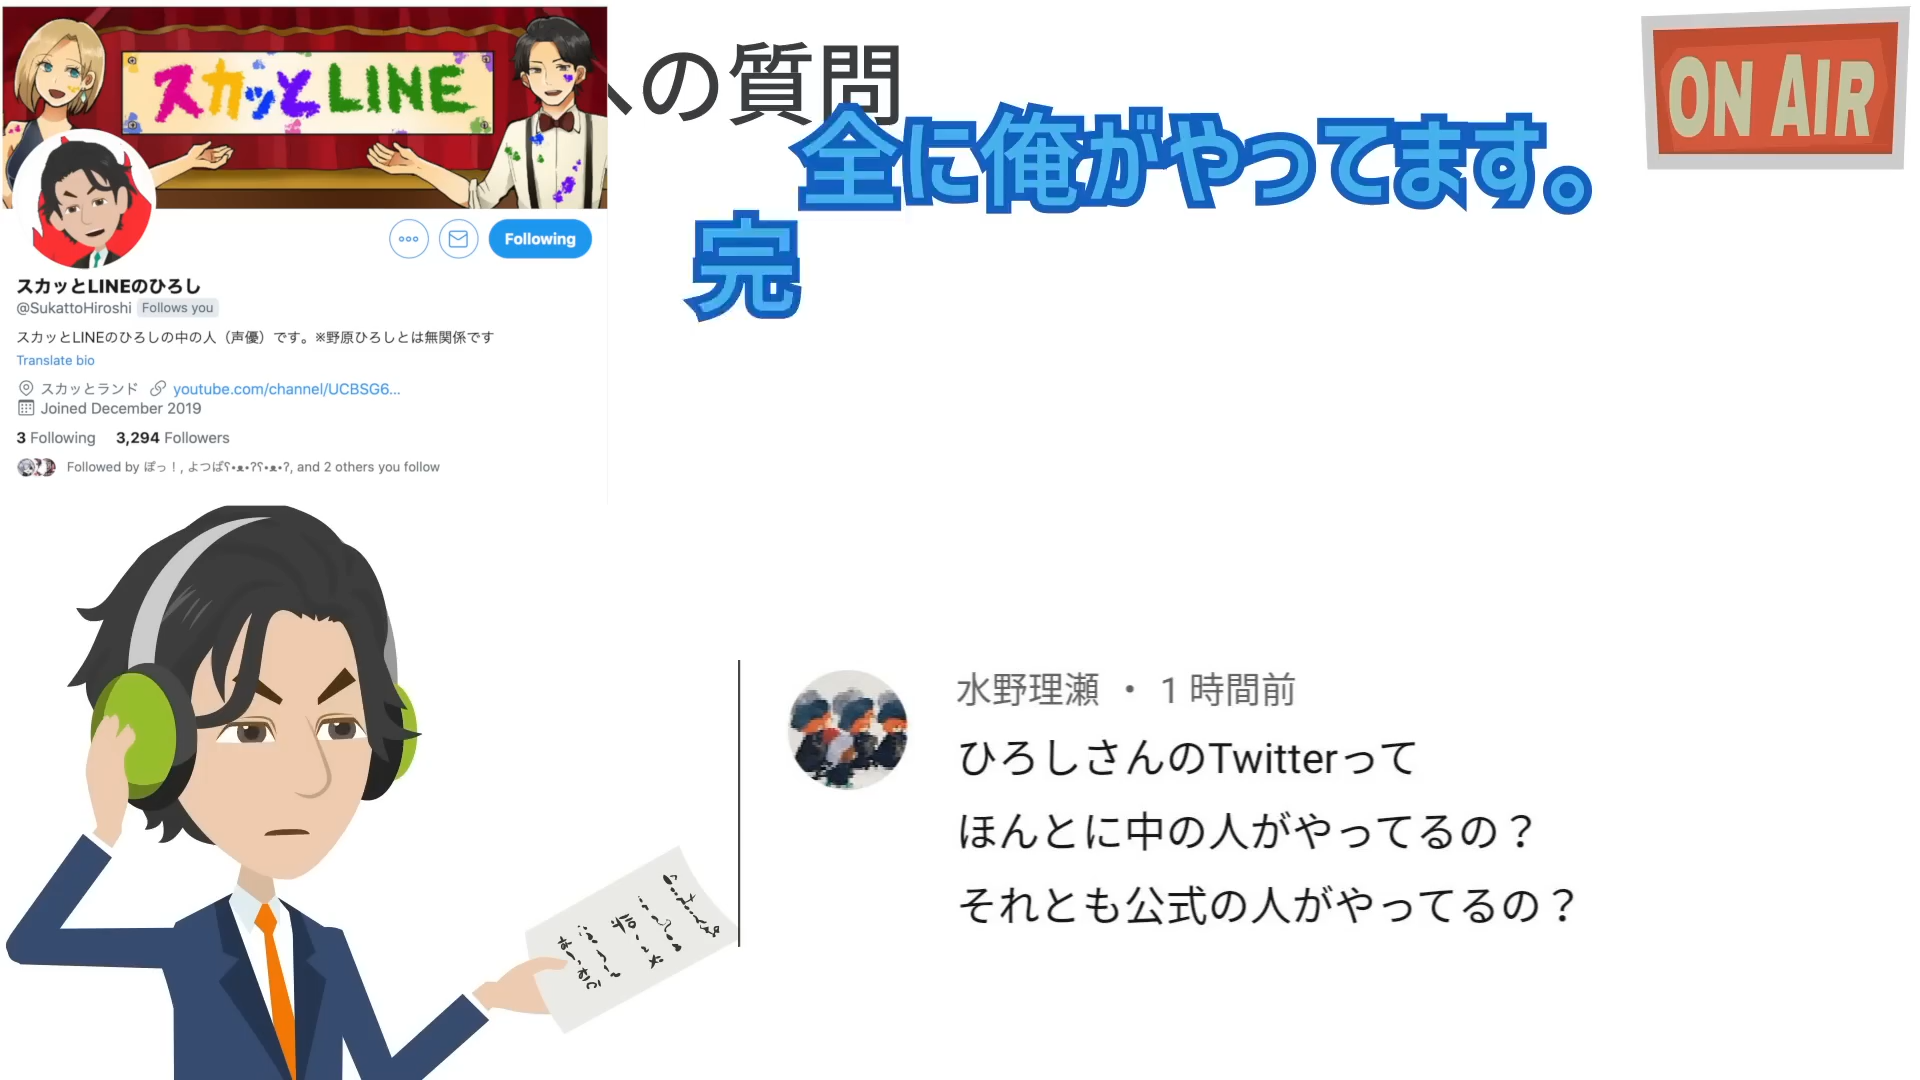 スカッとLINE
への質問
ON AIR
全に俺がやってます。
完
Following
スカッとLINEのひろし
@SukattoHiroshi Follows you
スカッとLINEのひろしの中の人（声優）です。※野原ひろしとは無関係です
Translate bio
スカッとランド youtube.com/channel/UCBSG6...
Joined December 2019
3 Following 3,294 Followers
Followed by ぽっ！, よつばʕ•ᴥ•ʔʕ•ᴥ•ʔ, and 2 others you follow
水野理瀬 ・ 1 時間前
ひろしさんのTwitterって
ほんとに中の人がやってるの？
それとも公式の人がやってるの？